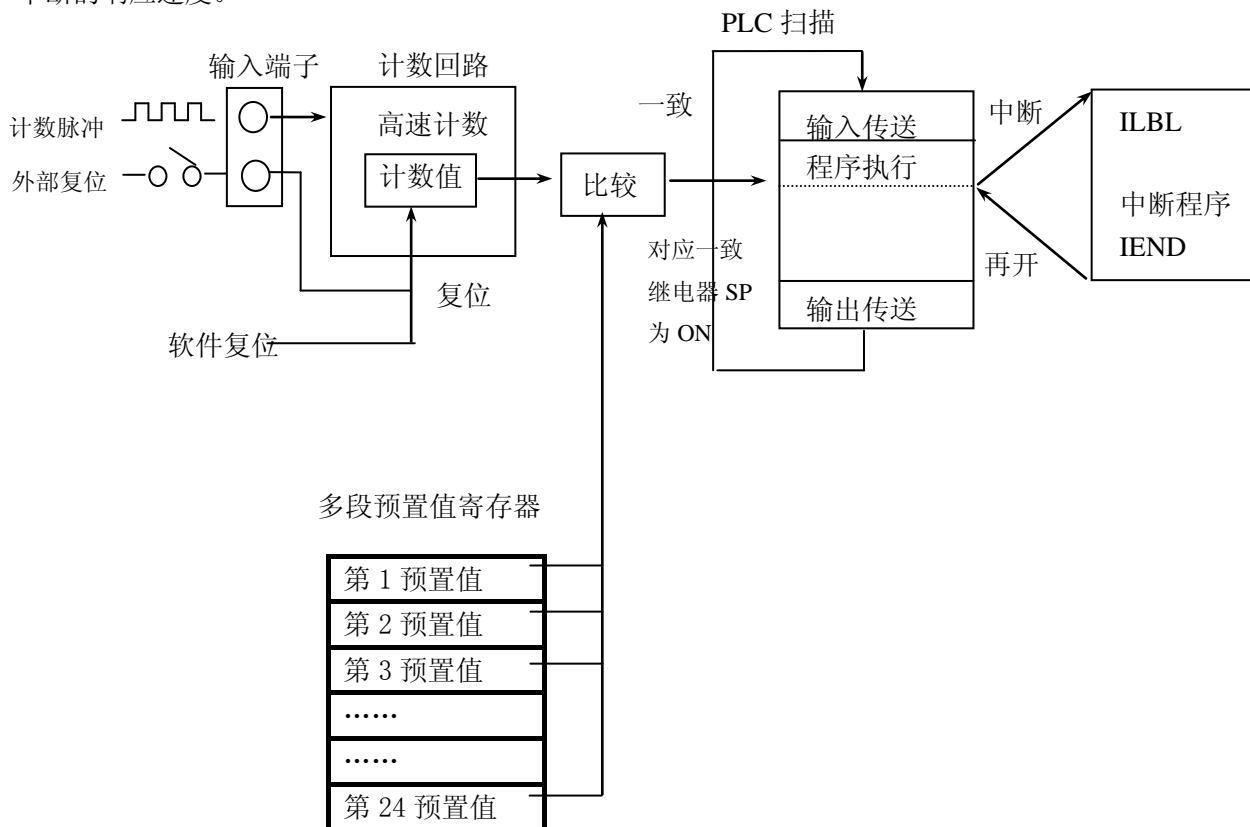 PLC 扫描
输入端子
计数回路
计数脉冲
外部复位
高速计数
计数值
复位
软件复位
比较
一致
对应一致
继电器 SP
为 ON
输入传送
程序执行
输出传送
中断
再开
ILBL
中断程序
IEND
多段预置值寄存器
第 1 预置值
第 2 预置值
第 3 预置值
……
……
第 24 预置值